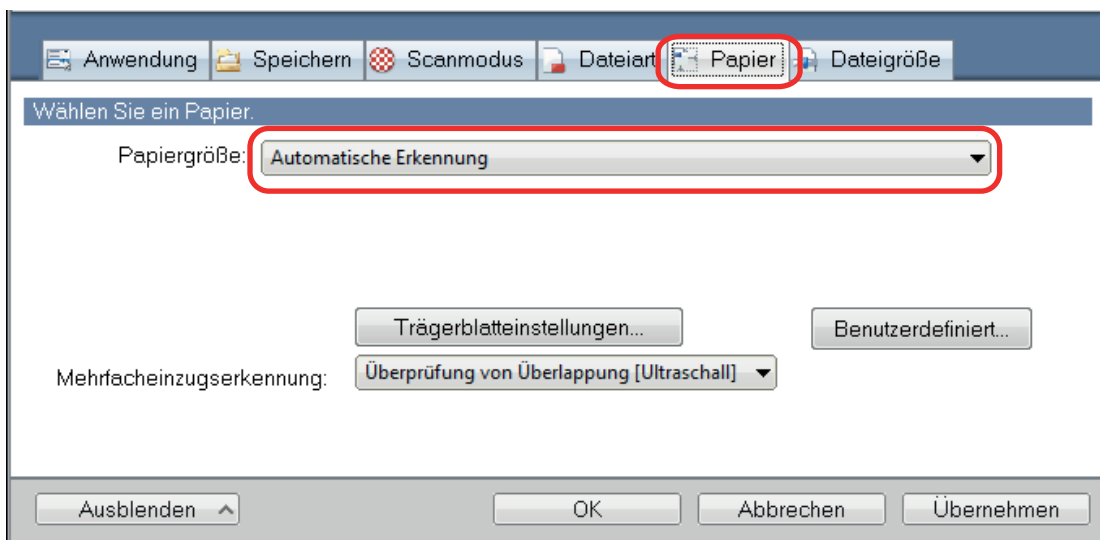 Anwendung Speichern Scanmodus Dateiart Papier Dateigröße
Wählen Sie ein Papier.
Papiergröße: Automatische Erkennung
Trägerblatteinstellungen... Benutzerdefiniert...
Mehrfacheinzugserkennung: Überprüfung von Überlappung [Ultraschall]
Ausblenden OK Abbrechen Übernehmen